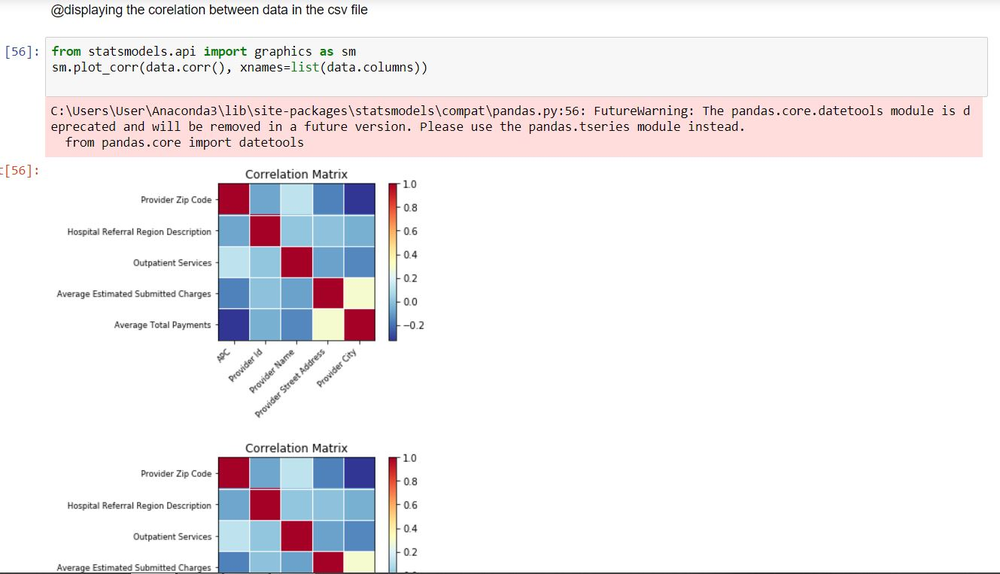 @displaying the corelation between data in the csv file
[56]:
from statsmodels.api import graphics as sm
sm.plot_corr(data.corr(), xnames=list(data.columns))
C:\Users\User\Anaconda3\lib\site-packages\statsmodels\compat\pandas.py:56: FutureWarning: The pandas.core.datetools module is d
eprecated and will be removed in a future version. Please use the pandas.tseries module instead.
from pandas.core import datetools
t[56]:
Correlation Matrix
Provider Zip Code
Hospital Referral Region Description
Outpatient Services
Average Estimated Submitted Charges
Average Total Payments
APC
Provider Id
Provider Name
Provider Street Address
Provider City
1.0
0.8
0.6
0.4
0.2
0.0
−0.2
Correlation Matrix
Provider Zip Code
Hospital Referral Region Description
Outpatient Services
Average Estimated Submitted Charges
1.0
0.8
0.6
0.4
0.2